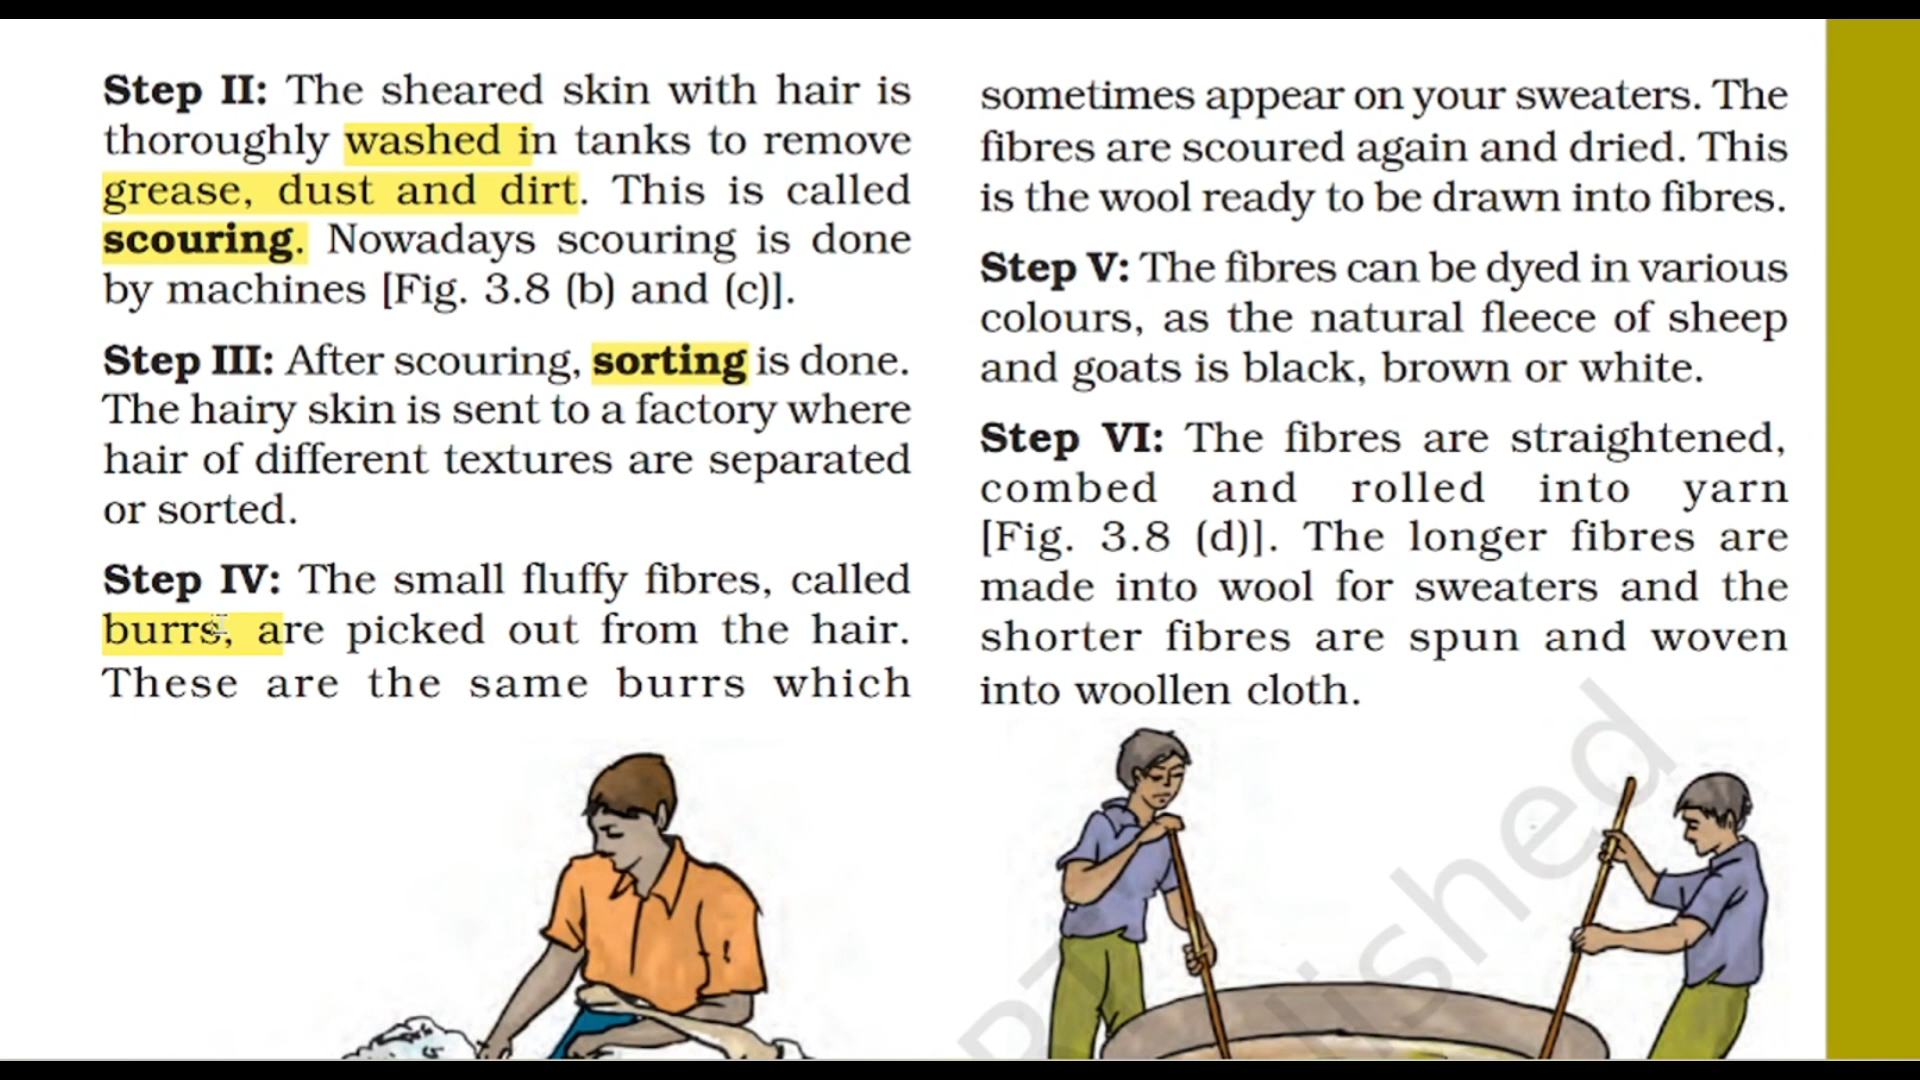 Step II: The sheared skin with hair is
thoroughly washed in tanks to remove
grease, dust and dirt. This is called
scouring. Nowadays scouring is done
by machines [Fig. 3.8 (b) and (c)].
Step III: After scouring, sorting is done.
The hairy skin is sent to a factory where
hair of different textures are separated
or sorted.
Step IV: The small fluffy fibres, called
burrs, are picked out from the hair.
These are the same burrs which
sometimes appear on your sweaters. The
fibres are scoured again and dried. This
is the wool ready to be drawn into fibres.
Step V: The fibres can be dyed in various
colours, as the natural fleece of sheep
and goats is black, brown or white.
Step VI: The fibres are straightened,
combed and rolled into yarn
[Fig. 3.8 (d)]. The longer fibres are
made into wool for sweaters and the
shorter fibres are spun and woven
into woollen cloth.